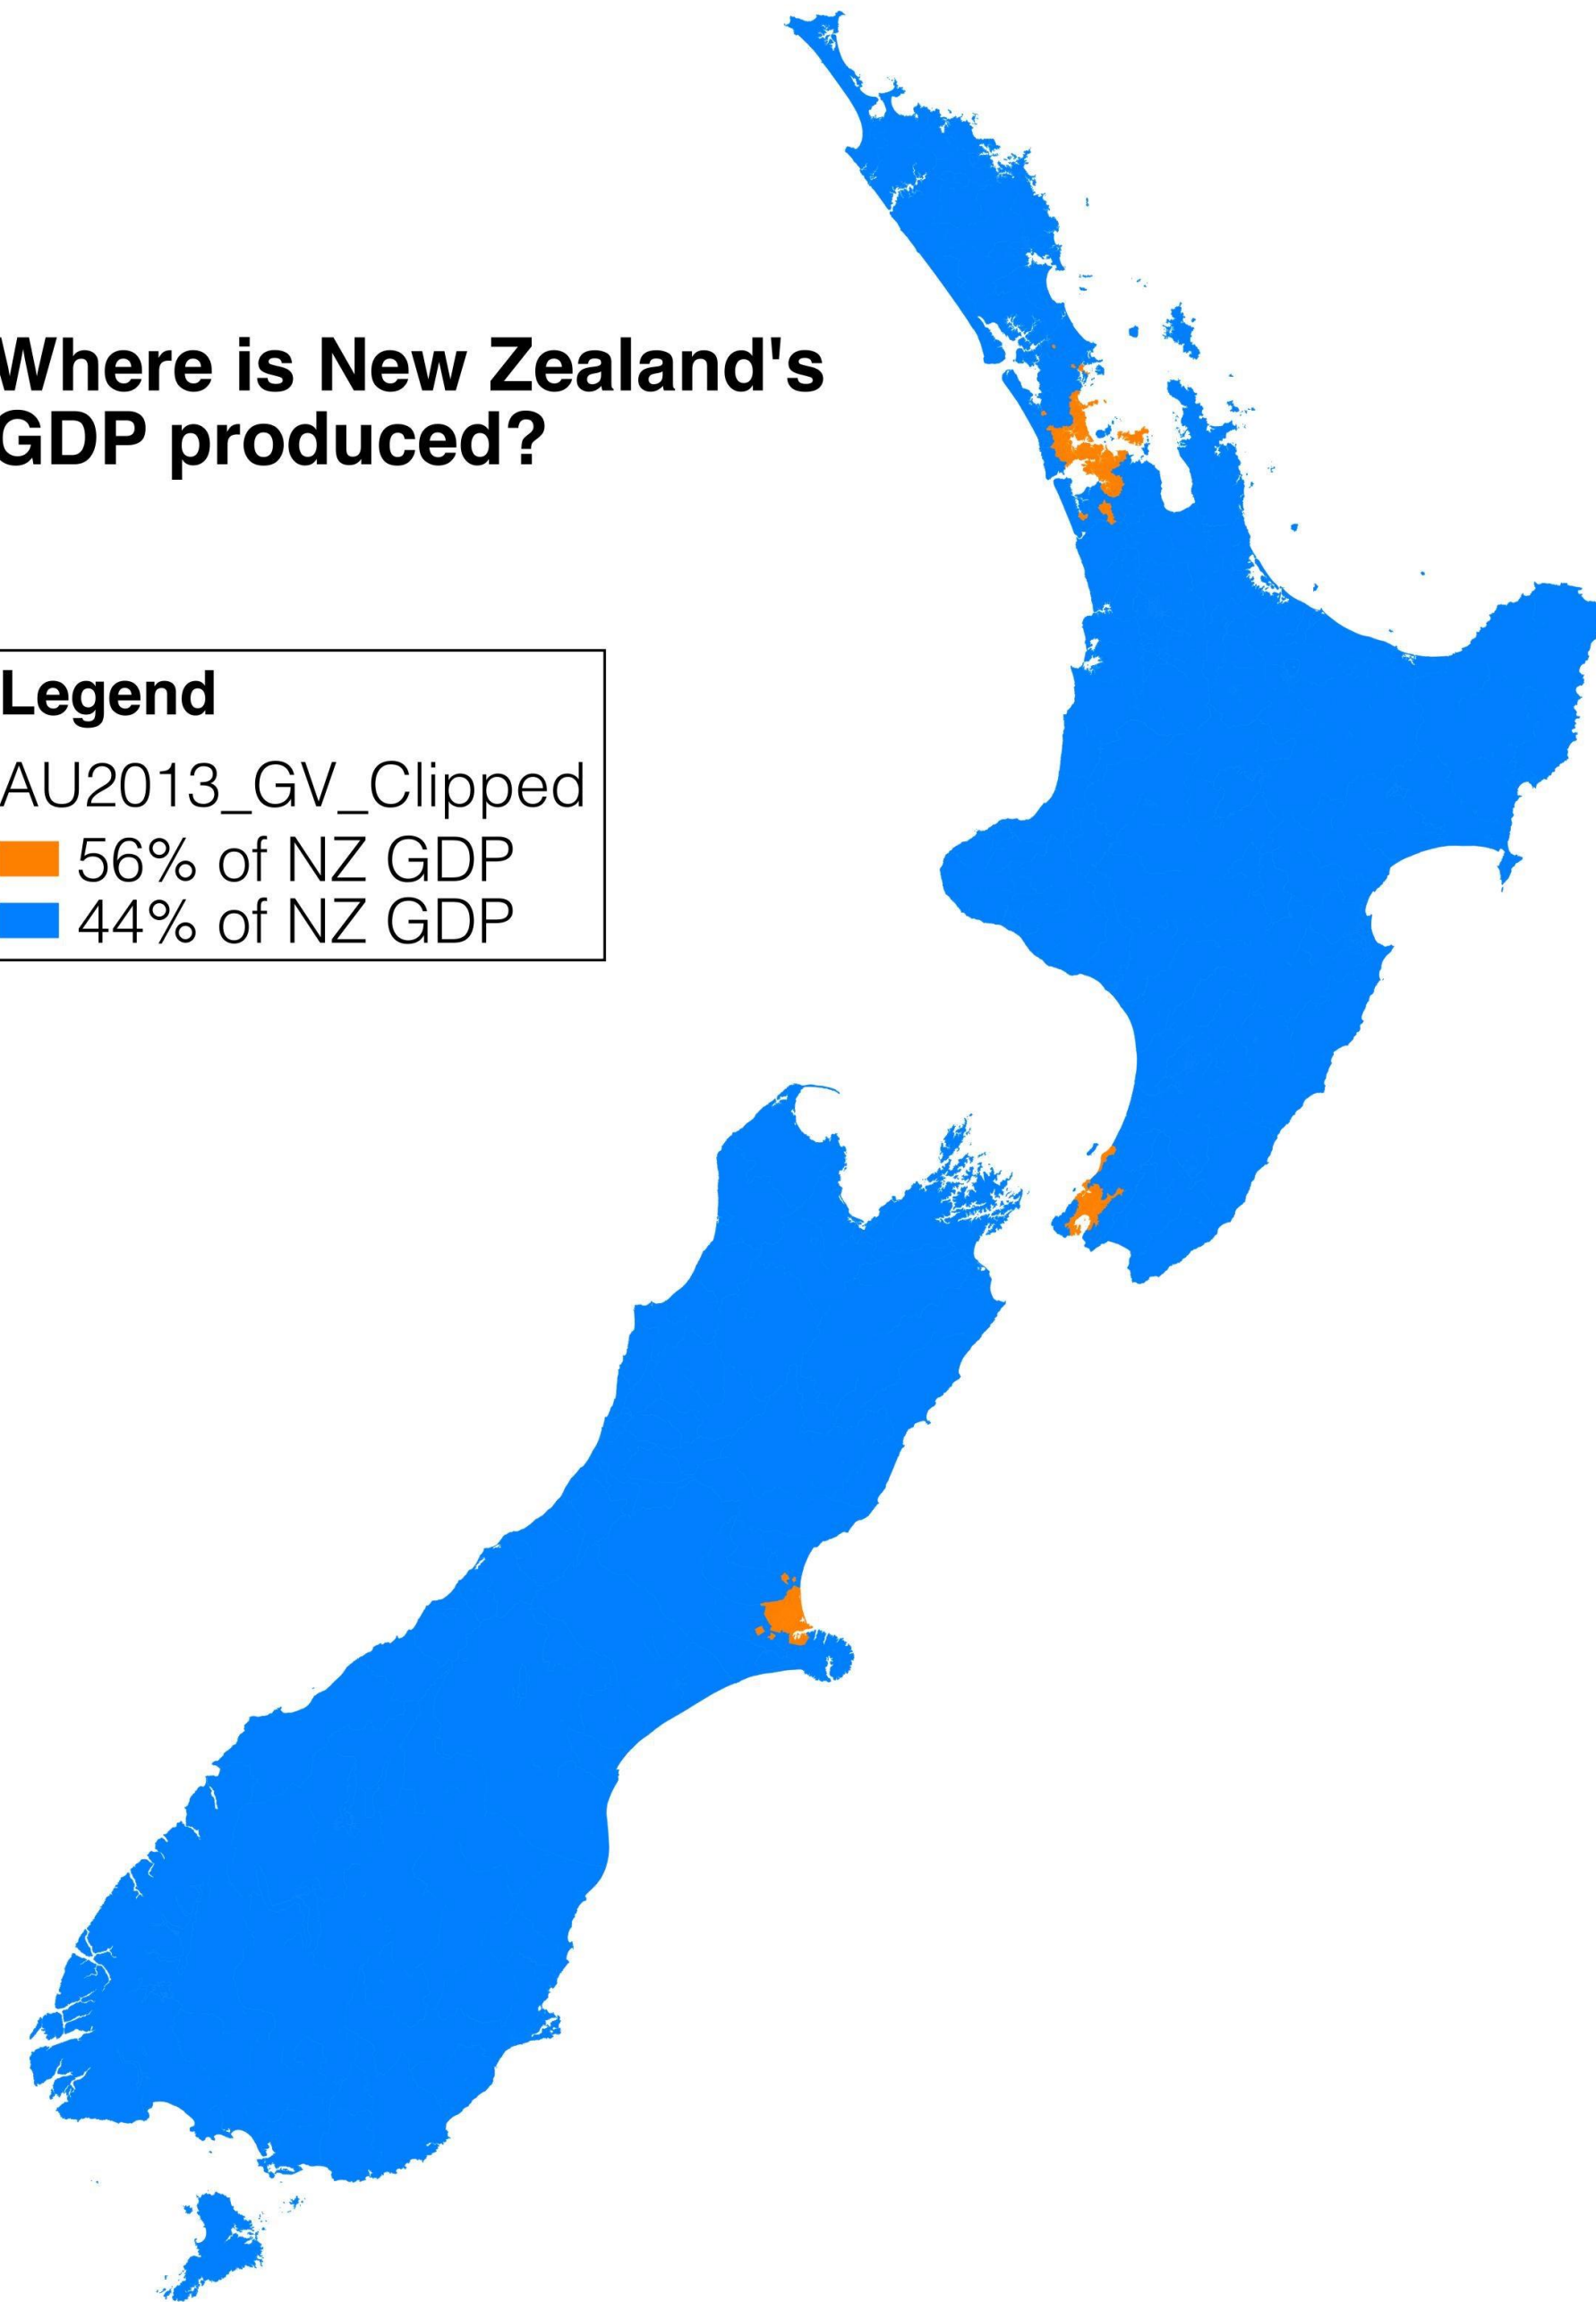 Where is New Zealand's
GDP produced?
Legend
AU2013_GV_Clipped
56% of NZ GDP
44% of NZ GDP